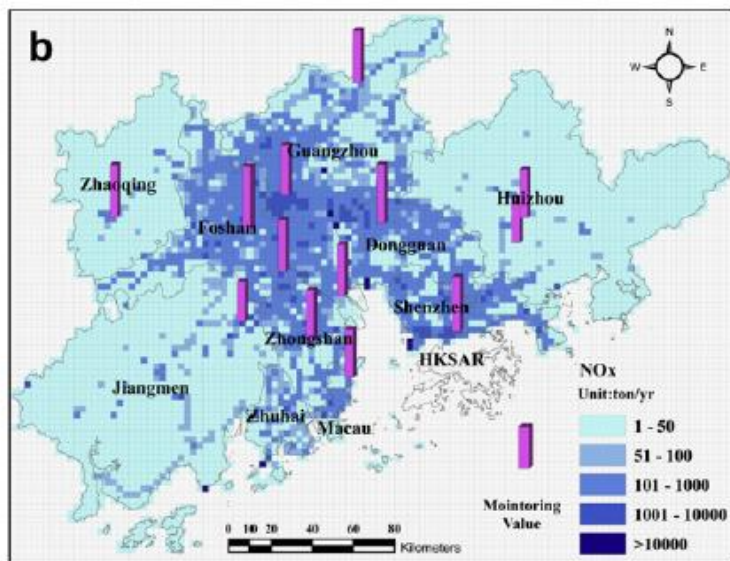 b
N
W E
S
Guangzhou
Zhaoqing
Huizhou
Foshan
Dongguan
Shenzhen
Zhongshan
HKSAR
NOx
Jiangmen
Unit:ton/yr
Zhuhai
Macau
1 - 50
51 - 100
101 - 1000
1001 - 10000
>10000
Mointoring
Value
0 10 20 40 60 80
Kilometers